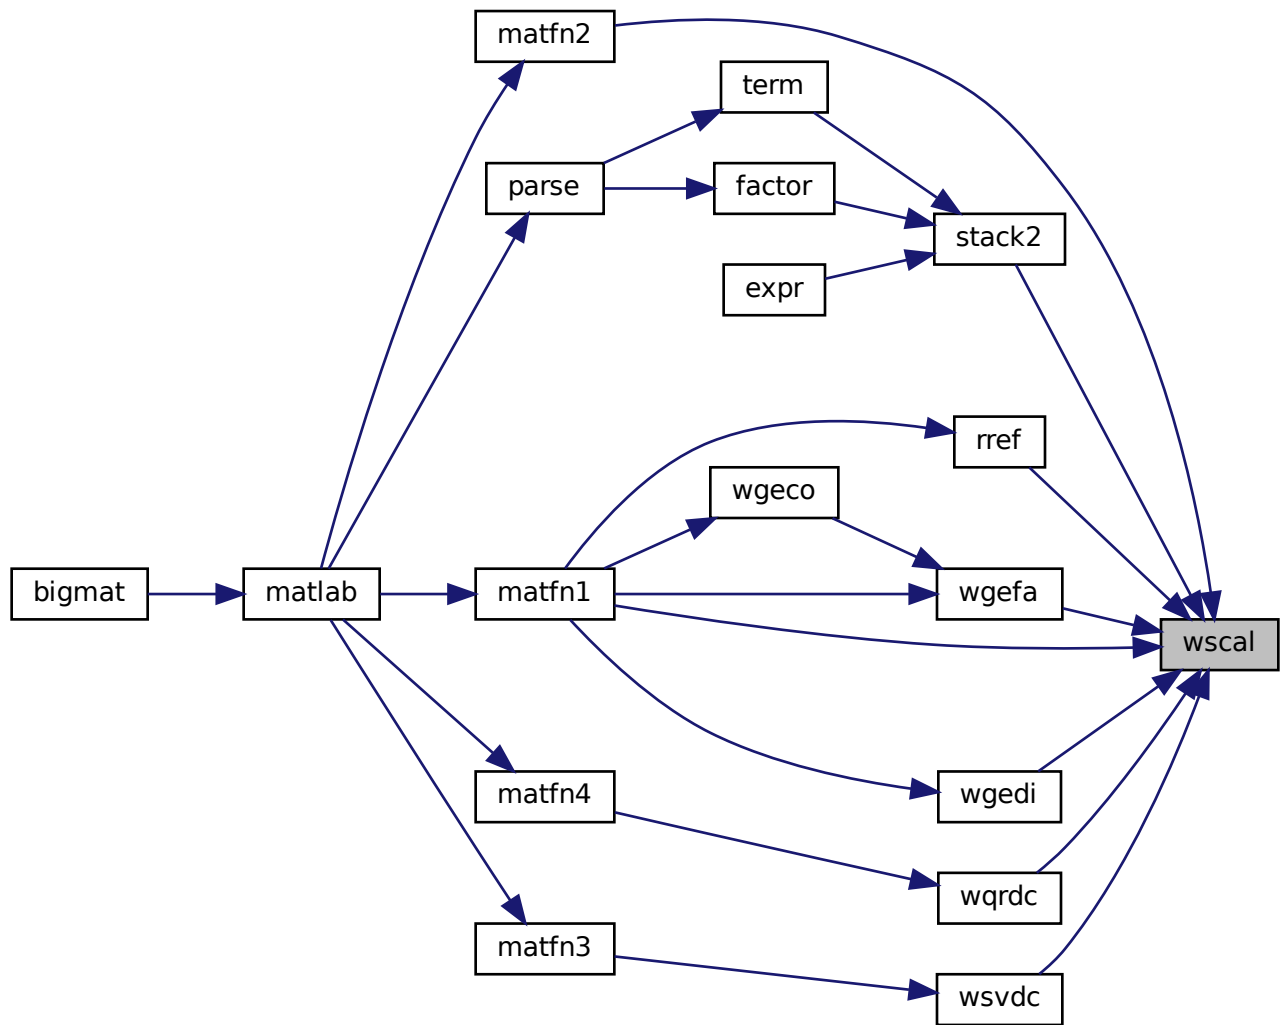 matfn2
term
parse
factor
stack2
expr
rref
wgeco
bigmat
matlab
matfn1
wgefa
wscal
matfn4
wgedi
wqrdc
matfn3
wsvdc